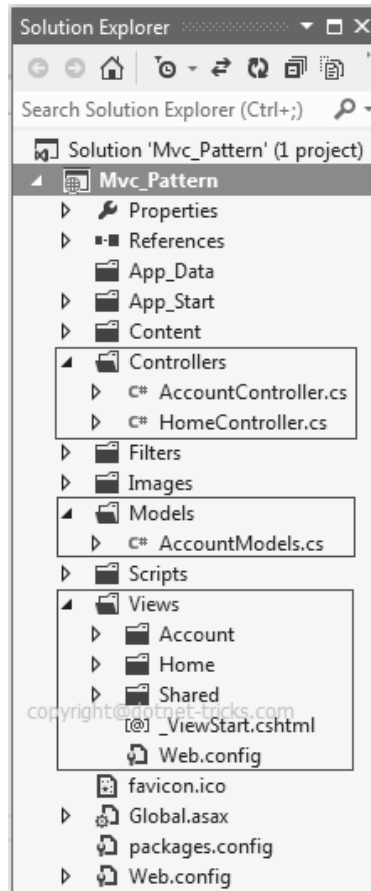 Solution Explorer
Search Solution Explorer (Ctrl+;)
Solution 'Mvc_Pattern' (1 project)
Mvc_Pattern
Properties
References
App_Data
App_Start
Content
Controllers
C# AccountController.cs
C# HomeController.cs
Filters
Images
Models
C# AccountModels.cs
Scripts
Views
Account
Home
Shared
copyright@dotnet-tricks.com
[@] _ViewStart.cshtml
Web.config
favicon.ico
Global.asax
packages.config
Web.config